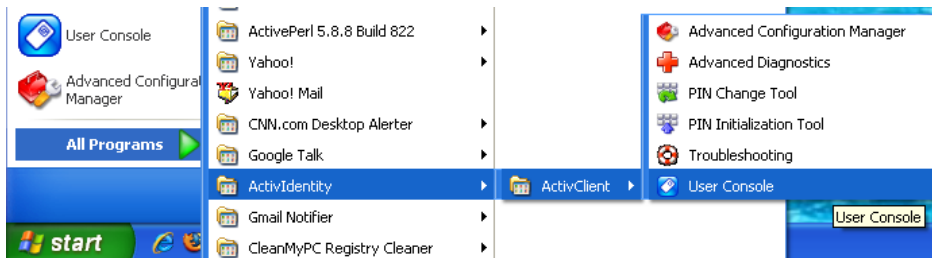 User Console
Advanced Configurat
Manager
All Programs
start
ActivePerl 5.8.8 Build 822
Yahoo!
Yahoo! Mail
CNN.com Desktop Alerter
Google Talk
ActivIdentity
Gmail Notifier
CleanMyPC Registry Cleaner
ActivClient
Advanced Configuration Manager
Advanced Diagnostics
PIN Change Tool
PIN Initialization Tool
Troubleshooting
User Console
User Console